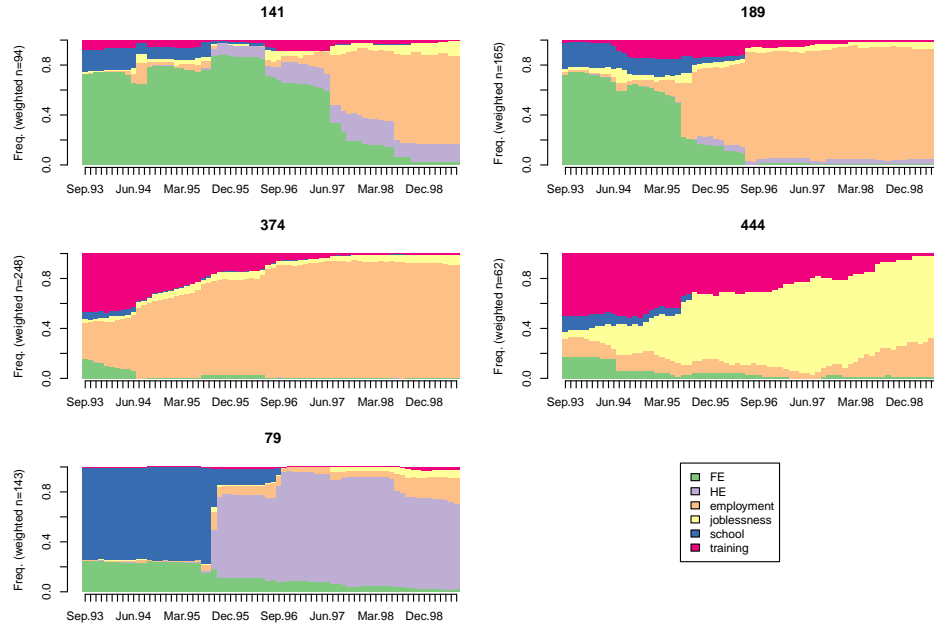 141
Freq. (weighted n=94)
0.0 0.4 0.8
Sep.93 Jun.94 Mar.95 Dec.95 Sep.96 Jun.97 Mar.98 Dec.98
189
Freq. (weighted n=165)
0.0 0.4 0.8
Sep.93 Jun.94 Mar.95 Dec.95 Sep.96 Jun.97 Mar.98 Dec.98
374
Freq. (weighted n=248)
0.0 0.4 0.8
Sep.93 Jun.94 Mar.95 Dec.95 Sep.96 Jun.97 Mar.98 Dec.98
444
Freq. (weighted n=62)
0.0 0.4 0.8
Sep.93 Jun.94 Mar.95 Dec.95 Sep.96 Jun.97 Mar.98 Dec.98
79
Freq. (weighted n=143)
0.0 0.4 0.8
Sep.93 Jun.94 Mar.95 Dec.95 Sep.96 Jun.97 Mar.98 Dec.98
FE
HE
employment
joblessness
school
training